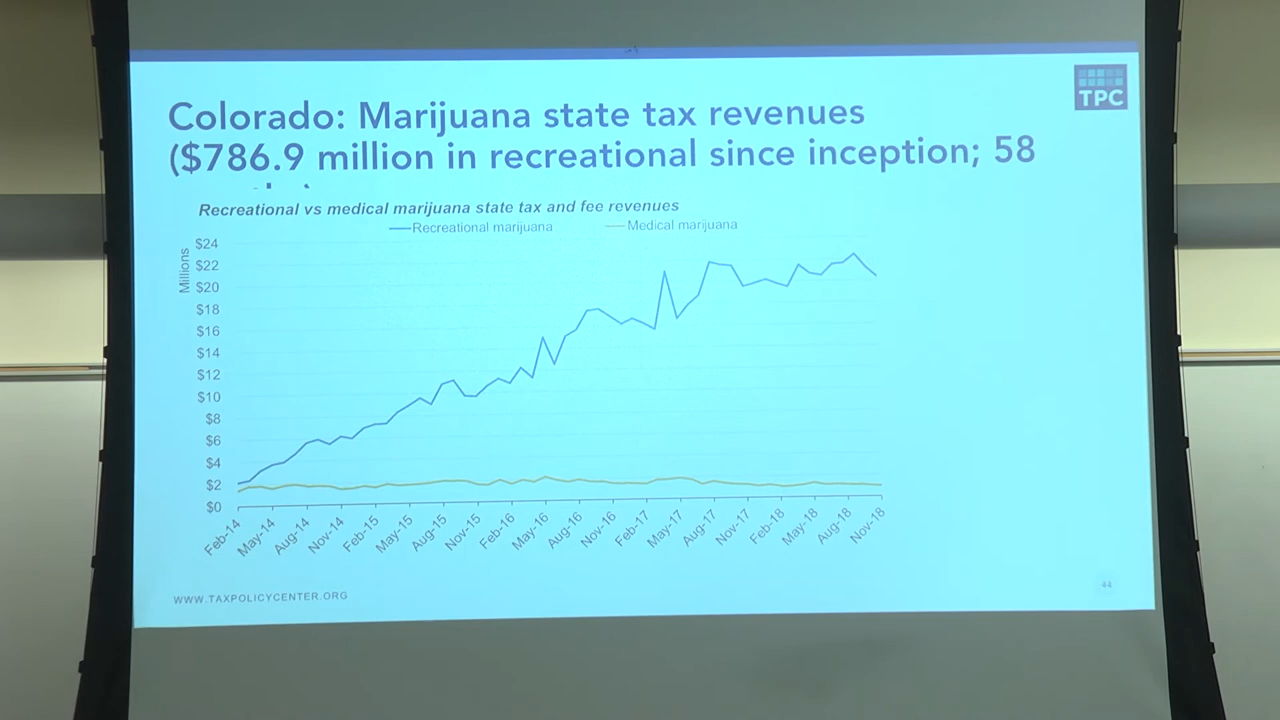 TPC
Colorado: Marijuana state tax revenues
($786.9 million in recreational since inception; 58
Recreational vs medical marijuana state tax and fee revenues
Recreational marijuana Medical marijuana
Millions
$24
$22
$20
$18
$16
$14
$12
$10
$8
$6
$4
$2
$0
Feb-14 May-14 Aug-14 Nov-14 Feb-15 May-15 Aug-15 Nov-15 Feb-16 May-16 Aug-16 Nov-16 Feb-17 May-17 Aug-17 Nov-17 Feb-18 May-18 Aug-18 Nov-18
WWW.TAXPOLICYCENTER.ORG
44